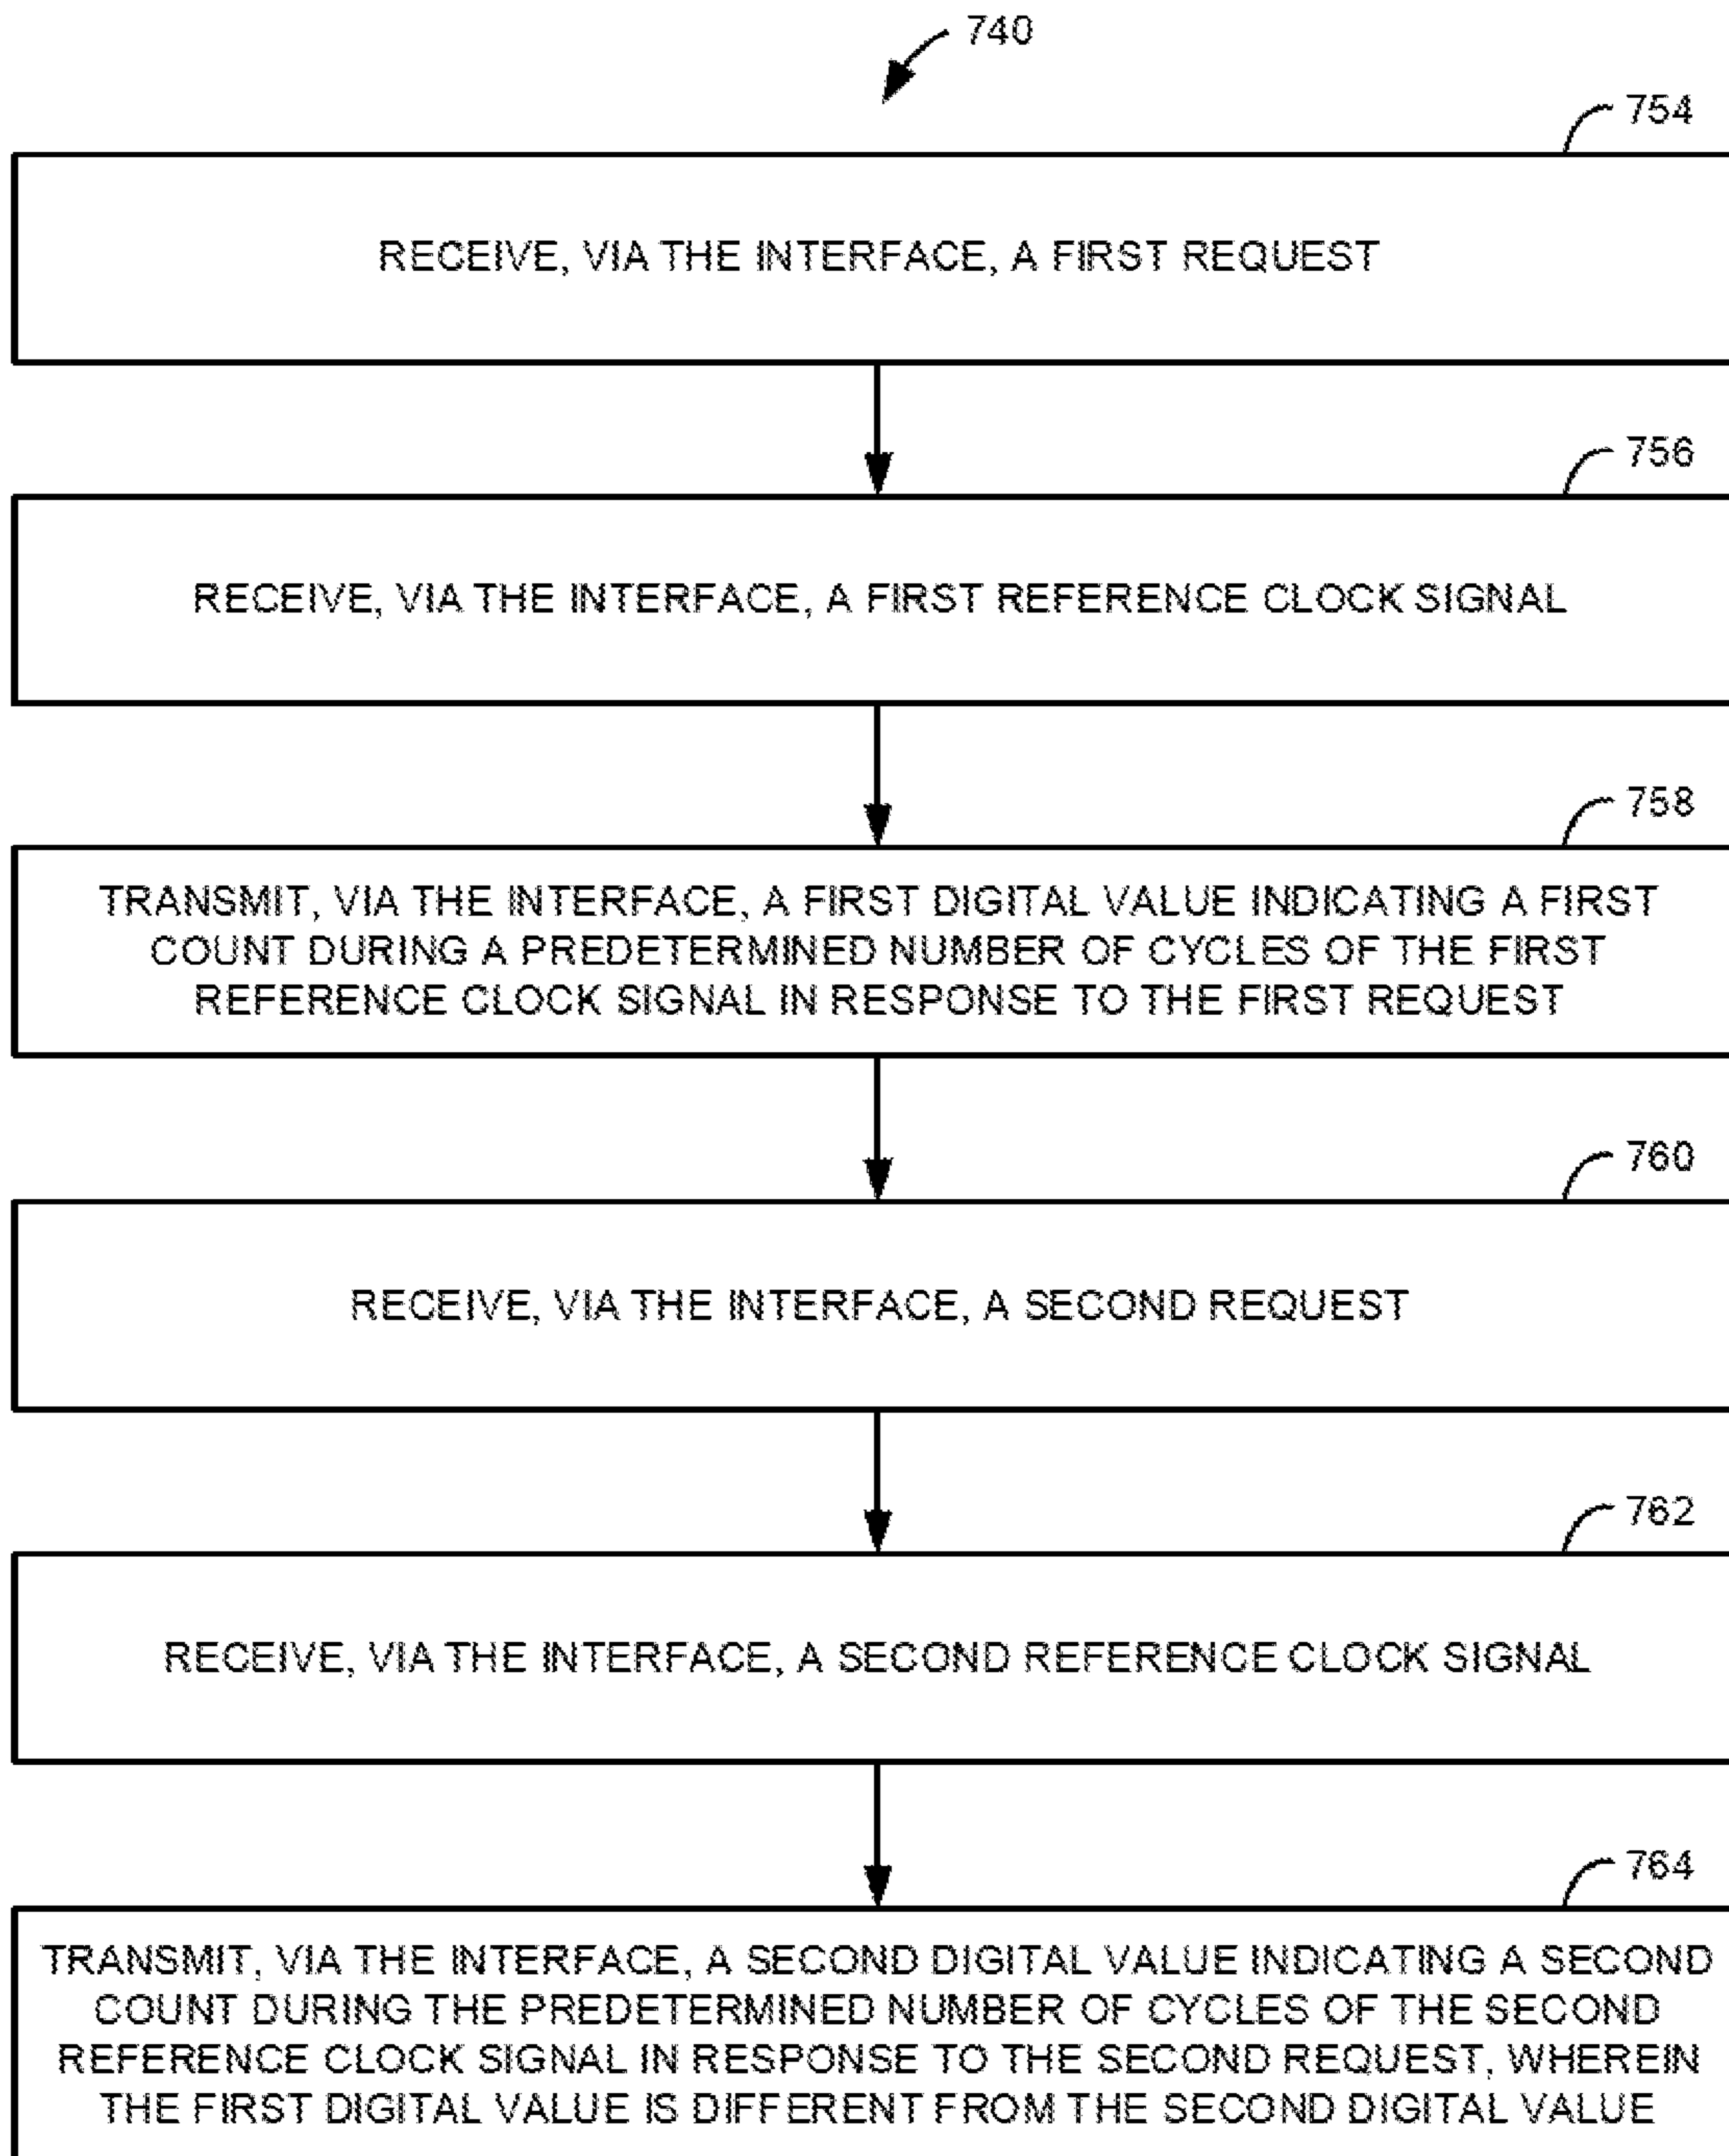 740
754
RECEIVE, VIA THE INTERFACE, A FIRST REQUEST
756
RECEIVE, VIA THE INTERFACE, A FIRST REFERENCE CLOCK SIGNAL
758
TRANSMIT, VIA THE INTERFACE, A FIRST DIGITAL VALUE INDICATING A FIRST
COUNT DURING A PREDETERMINED NUMBER OF CYCLES OF THE FIRST
REFERENCE CLOCK SIGNAL IN RESPONSE TO THE FIRST REQUEST
760
RECEIVE, VIA THE INTERFACE, A SECOND REQUEST
762
RECEIVE, VIA THE INTERFACE, A SECOND REFERENCE CLOCK SIGNAL
764
TRANSMIT, VIA THE INTERFACE, A SECOND DIGITAL VALUE INDICATING A SECOND
COUNT DURING THE PREDETERMINED NUMBER OF CYCLES OF THE SECOND
REFERENCE CLOCK SIGNAL IN RESPONSE TO THE SECOND REQUEST, WHEREIN
THE FIRST DIGITAL VALUE IS DIFFERENT FROM THE SECOND DIGITAL VALUE